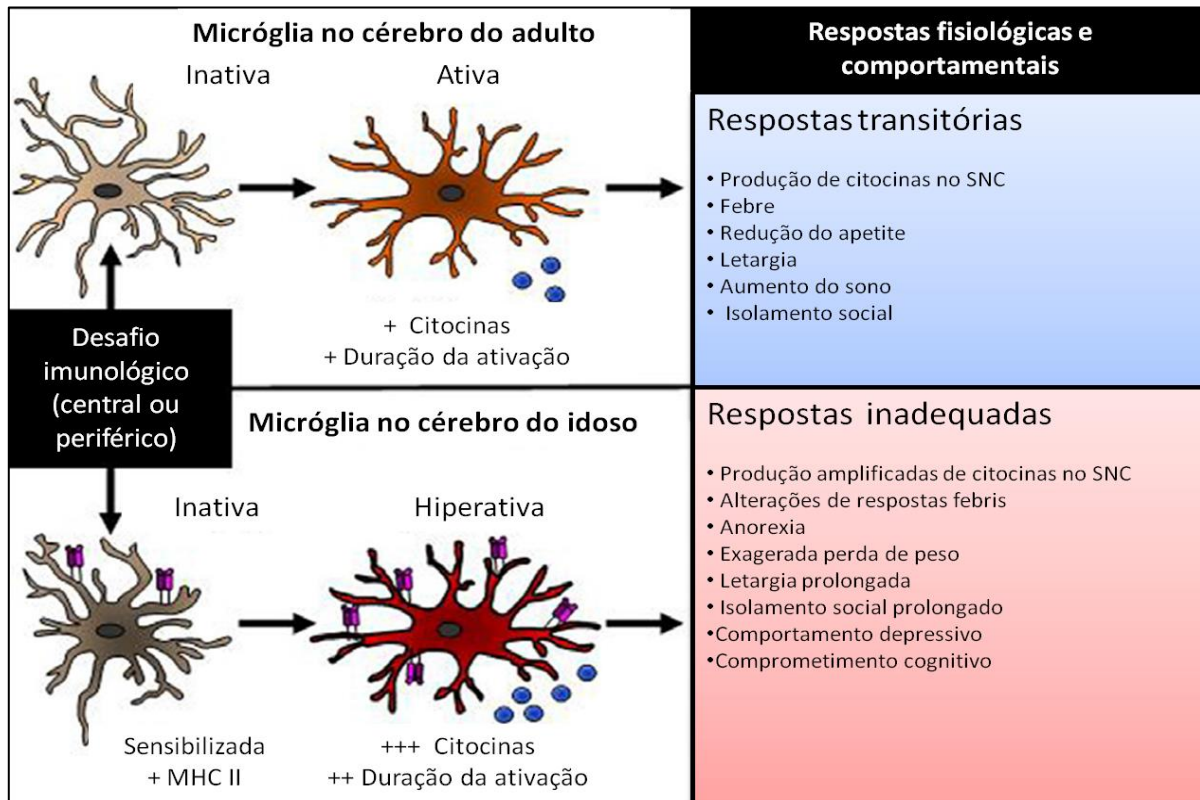 Micróglia no cérebro do adulto
Inativa
Ativa
+ Citocinas
+ Duração da ativação
Desafio
imunológico
(central ou
periférico)
Micróglia no cérebro do idoso
Inativa
Hiperativa
Sensibilizada
+ MHC II
+++ Citocinas
++ Duração da ativação
Respostas fisiológicas e
comportamentais
Respostas transitórias
• Produção de citocinas no SNC
• Febre
• Redução do apetite
• Letargia
• Aumento do sono
• Isolamento social
Respostas inadequadas
• Produção amplificadas de citocinas no SNC
• Alterações de respostas febris
• Anorexia
• Exagerada perda de peso
• Letargia prolongada
• Isolamento social prolongado
•Comportamento depressivo
•Comprometimento cognitivo